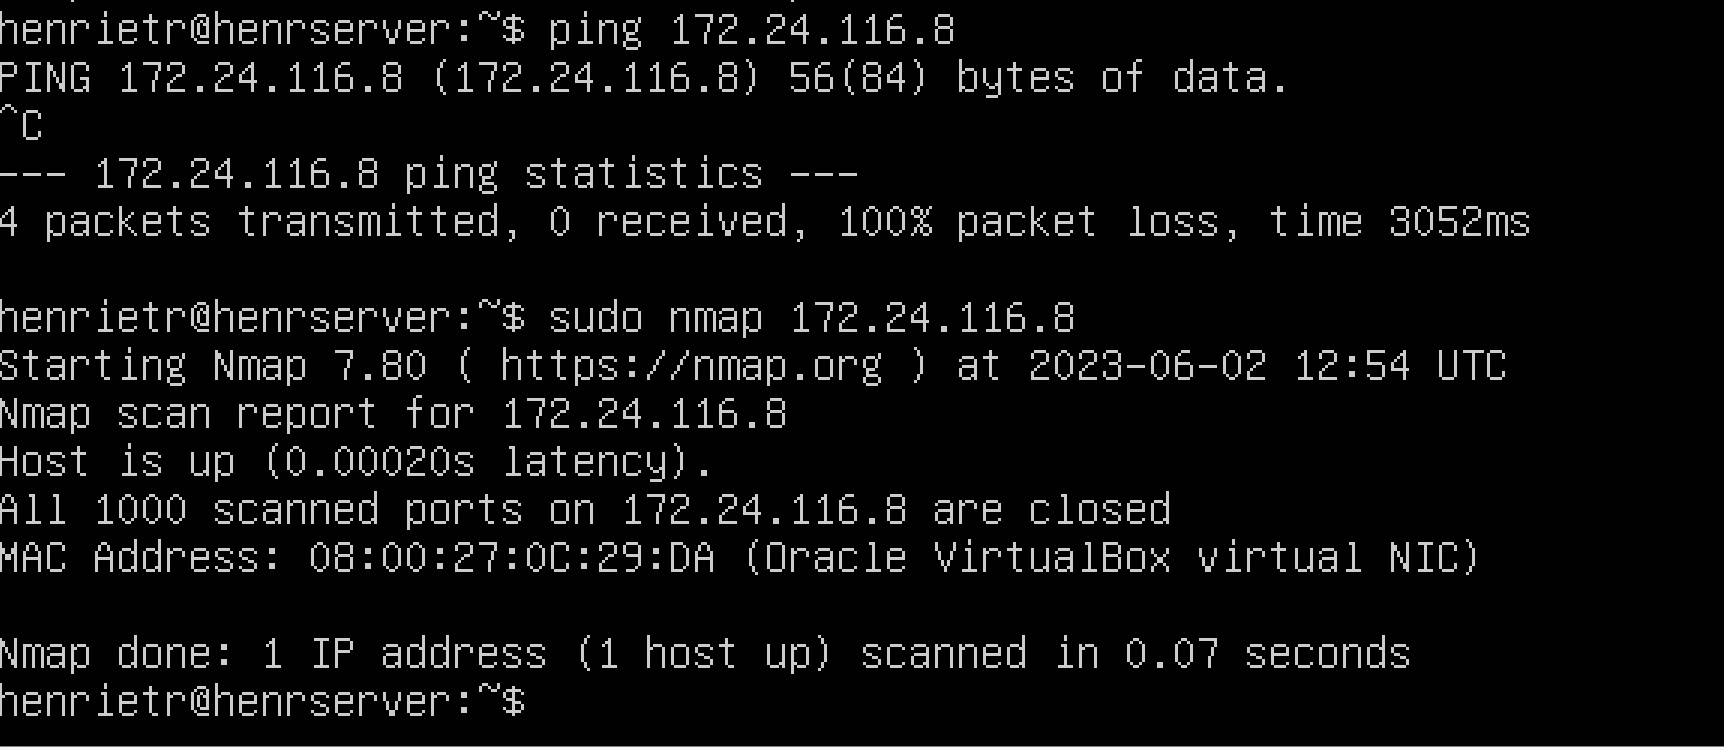 henrietr@henrserver:~$ ping 172.24.116.8
PING 172.24.116.8 (172.24.116.8) 56(84) bytes of data.
^C
--- 172.24.116.8 ping statistics ---
4 packets transmitted, 0 received, 100% packet loss, time 3052ms
henrietr@henrserver:~$ sudo nmap 172.24.116.8
Starting Nmap 7.80 ( https://nmap.org ) at 2023-06-02 12:54 UTC
Nmap scan report for 172.24.116.8
Host is up (0.00020s latency).
All 1000 scanned ports on 172.24.116.8 are closed
MAC Address: 08:00:27:0C:29:DA (Oracle VirtualBox virtual NIC)
Nmap done: 1 IP address (1 host up) scanned in 0.07 seconds
henrietr@henrserver:~$